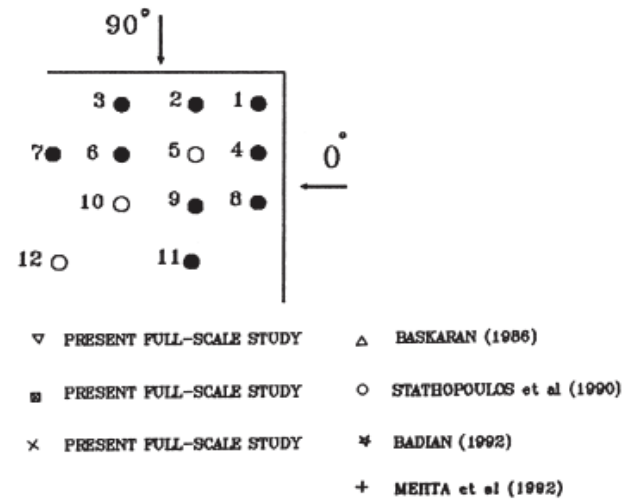 90°
3 2 1
7 6 5 4
0°
10 9 8
12 11
PRESENT FULL-SCALE STUDY
BASKARAN (1986)
PRESENT FULL-SCALE STUDY
STATHOPOULOS et al (1990)
PRESENT FULL-SCALE STUDY
BADIAN (1992)
MEHTA et al (1992)